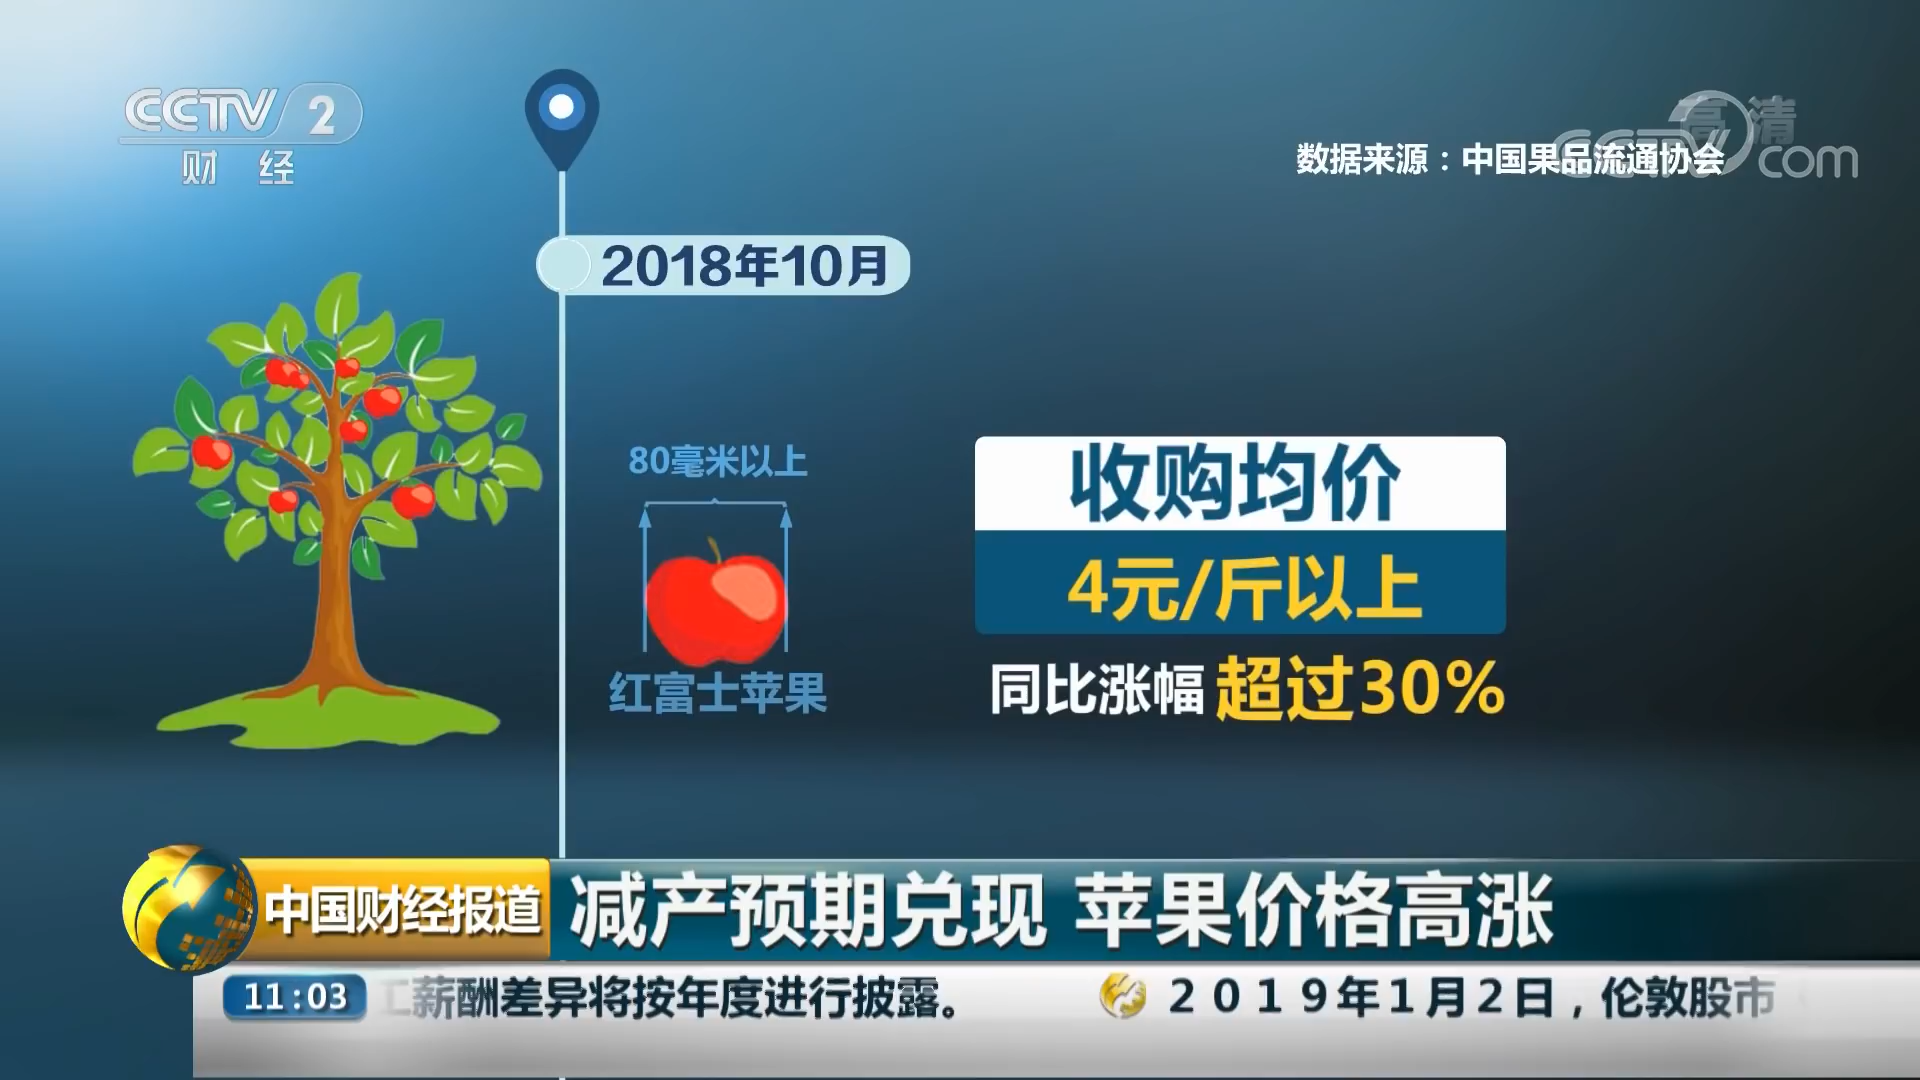 CCTV 2
财 经
高清
CCTV com
数据来源：中国果品流通协会
2018年10月
80毫米以上
红富士苹果
收购均价
4元/斤以上
同比涨幅 超过30%
中国财经报道
减产预期兑现 苹果价格高涨
11:03
工薪酬差异将按年度进行披露。
2019年1月2日，伦敦股市